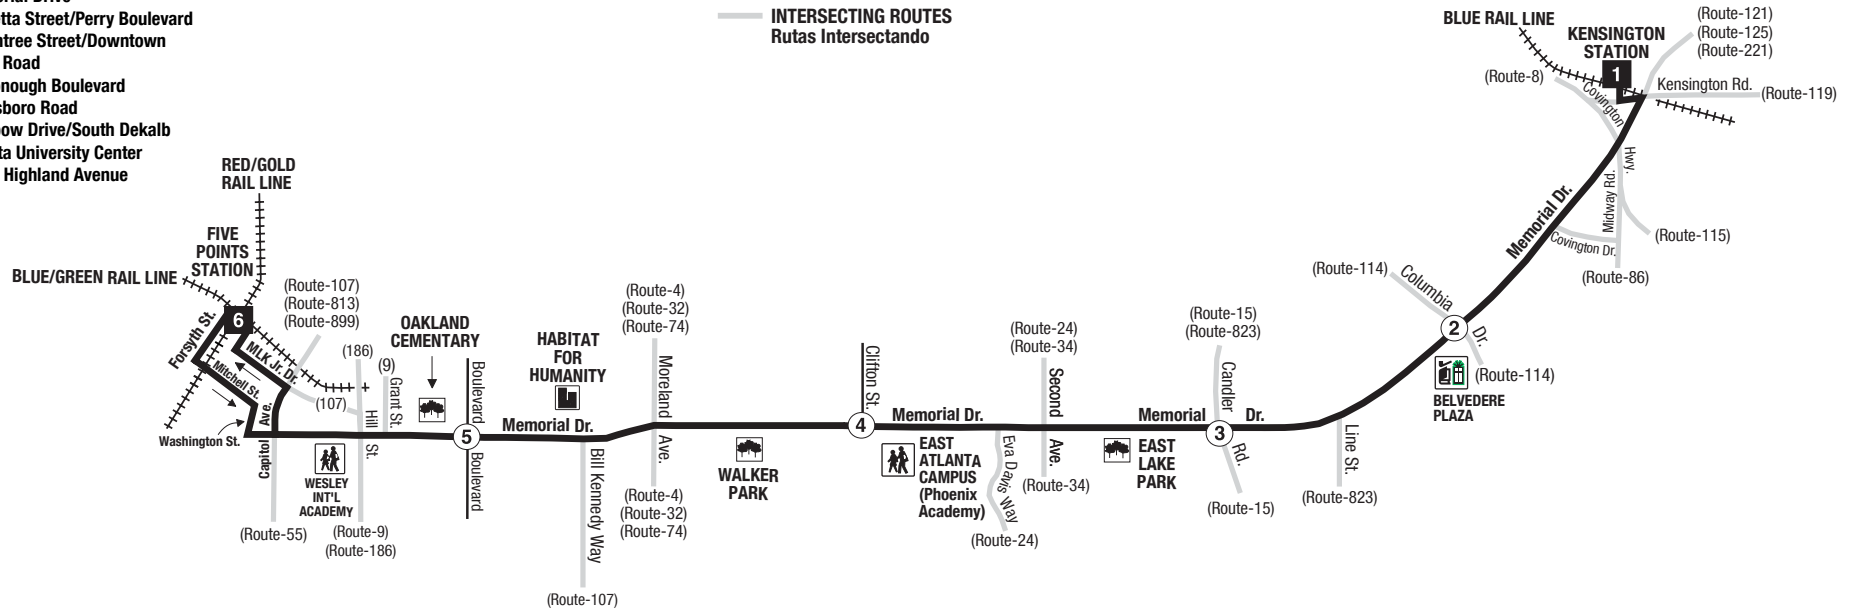 Street/Perry Boulevard
Street/Downtown
Road
Boulevard
Road
Drive/South Dekalb
University Center
Highland Avenue
INTERSECTING ROUTES
Rutas Intersectando
BLUE RAIL LINE
KENSINGTON
STATION
1
(Route-121)
(Route-125)
(Route-221)
(Route-8)
Kensington Rd.
(Route-119)
Covington
Hwy.
Midway Rd.
Memorial Dr.
Covington Dr.
(Route-115)
(Route-86)
(Route-114)
Columbia
Dr.
2
(Route-114)
BELVEDERE
PLAZA
RED/GOLD
RAIL LINE
FIVE
POINTS
STATION
BLUE/GREEN RAIL LINE
6
Forsyth St.
MLK Jr. Dr.
Mitchell St.
Washington St.
Capitol
Ave.
(Route-107)
(Route-813)
(Route-899)
(107)
(186)
(9)
Hill
St.
Grant St.
WESLEY
INT'L
ACADEMY
(Route-55)
(Route-9)
(Route-186)
OAKLAND
CEMENTARY
Boulevard
5
Boulevard
HABITAT
FOR
HUMANITY
Memorial Dr.
Bill Kennedy Way
(Route-107)
(Route-4)
(Route-32)
(Route-74)
Moreland
Ave.
(Route-4)
(Route-32)
(Route-74)
WALKER
PARK
Clifton St.
4
Memorial Dr.
EAST
ATLANTA
CAMPUS
(Phoenix
Academy)
Eva Davis Way
(Route-24)
(Route-24)
(Route-34)
Second
Ave.
(Route-34)
EAST
LAKE
PARK
Memorial
Dr.
(Route-15)
(Route-823)
Candler
3
Rd.
(Route-15)
Line St.
(Route-823)